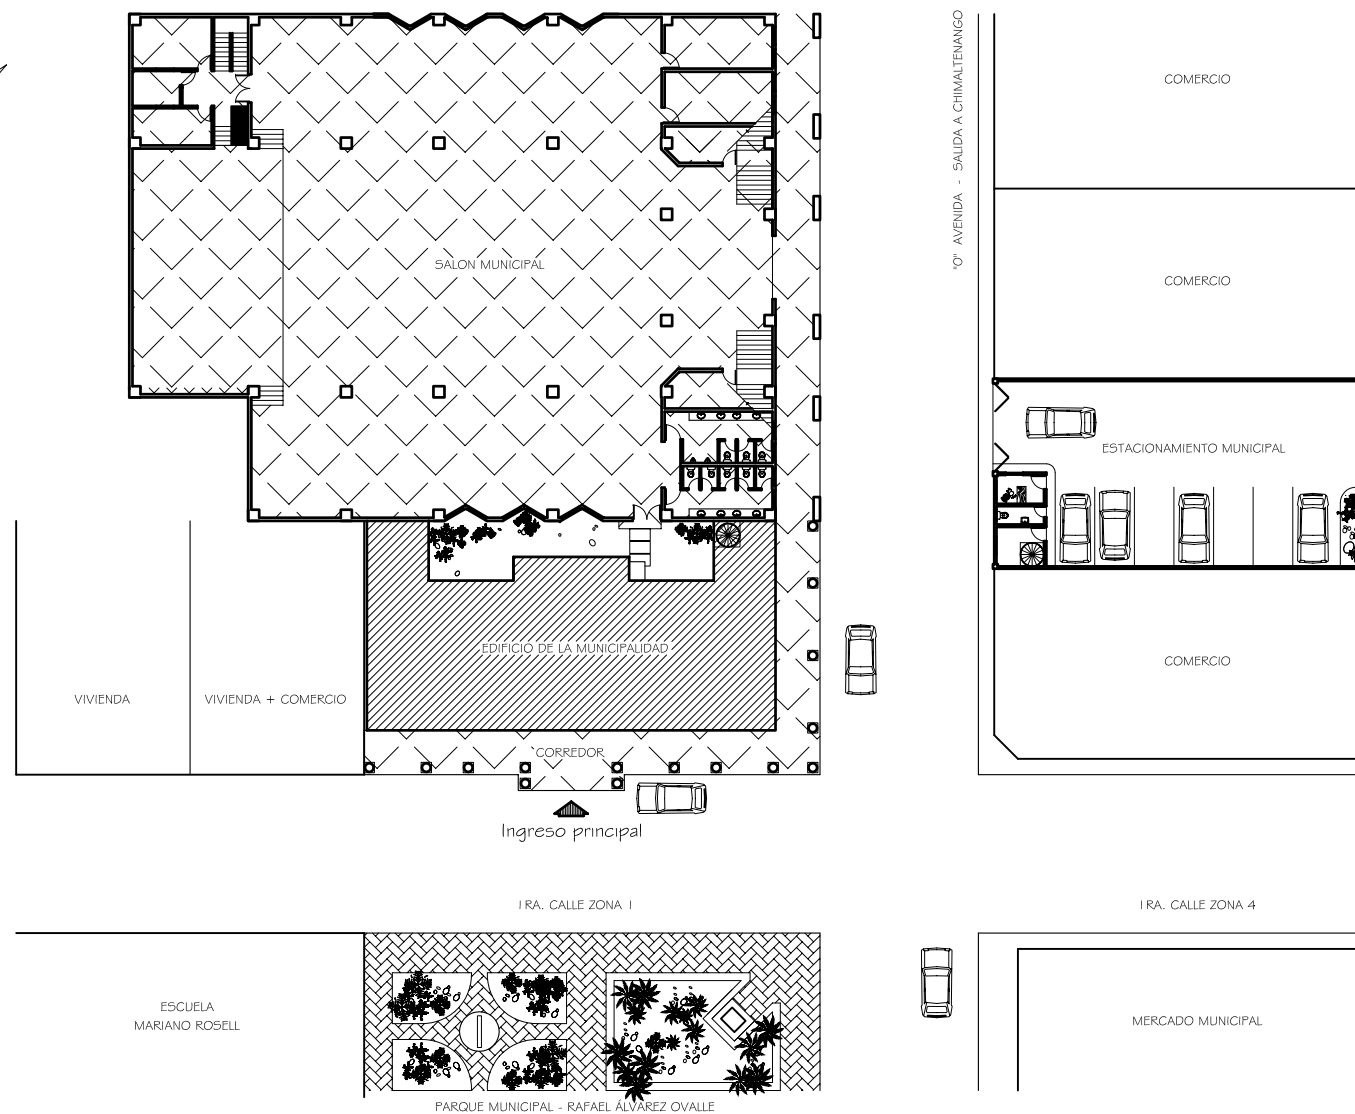 "O" AVENIDA - SALIDA A CHIMALTENANGO
COMERCIO
SALON MUNICIPAL
COMERCIO
ESTACIONAMIENTO MUNICIPAL
EDIFICIO DE LA MUNICIPALIDAD
COMERCIO
VIVIENDA
VIVIENDA + COMERCIO
CORREDOR
Ingreso principal
1RA. CALLE ZONA 1
1RA. CALLE ZONA 4
ESCUELA
MARIANO ROSELL
MERCADO MUNICIPAL
PARQUE MUNICIPAL - RAFAEL ÁLVAREZ OVALLE